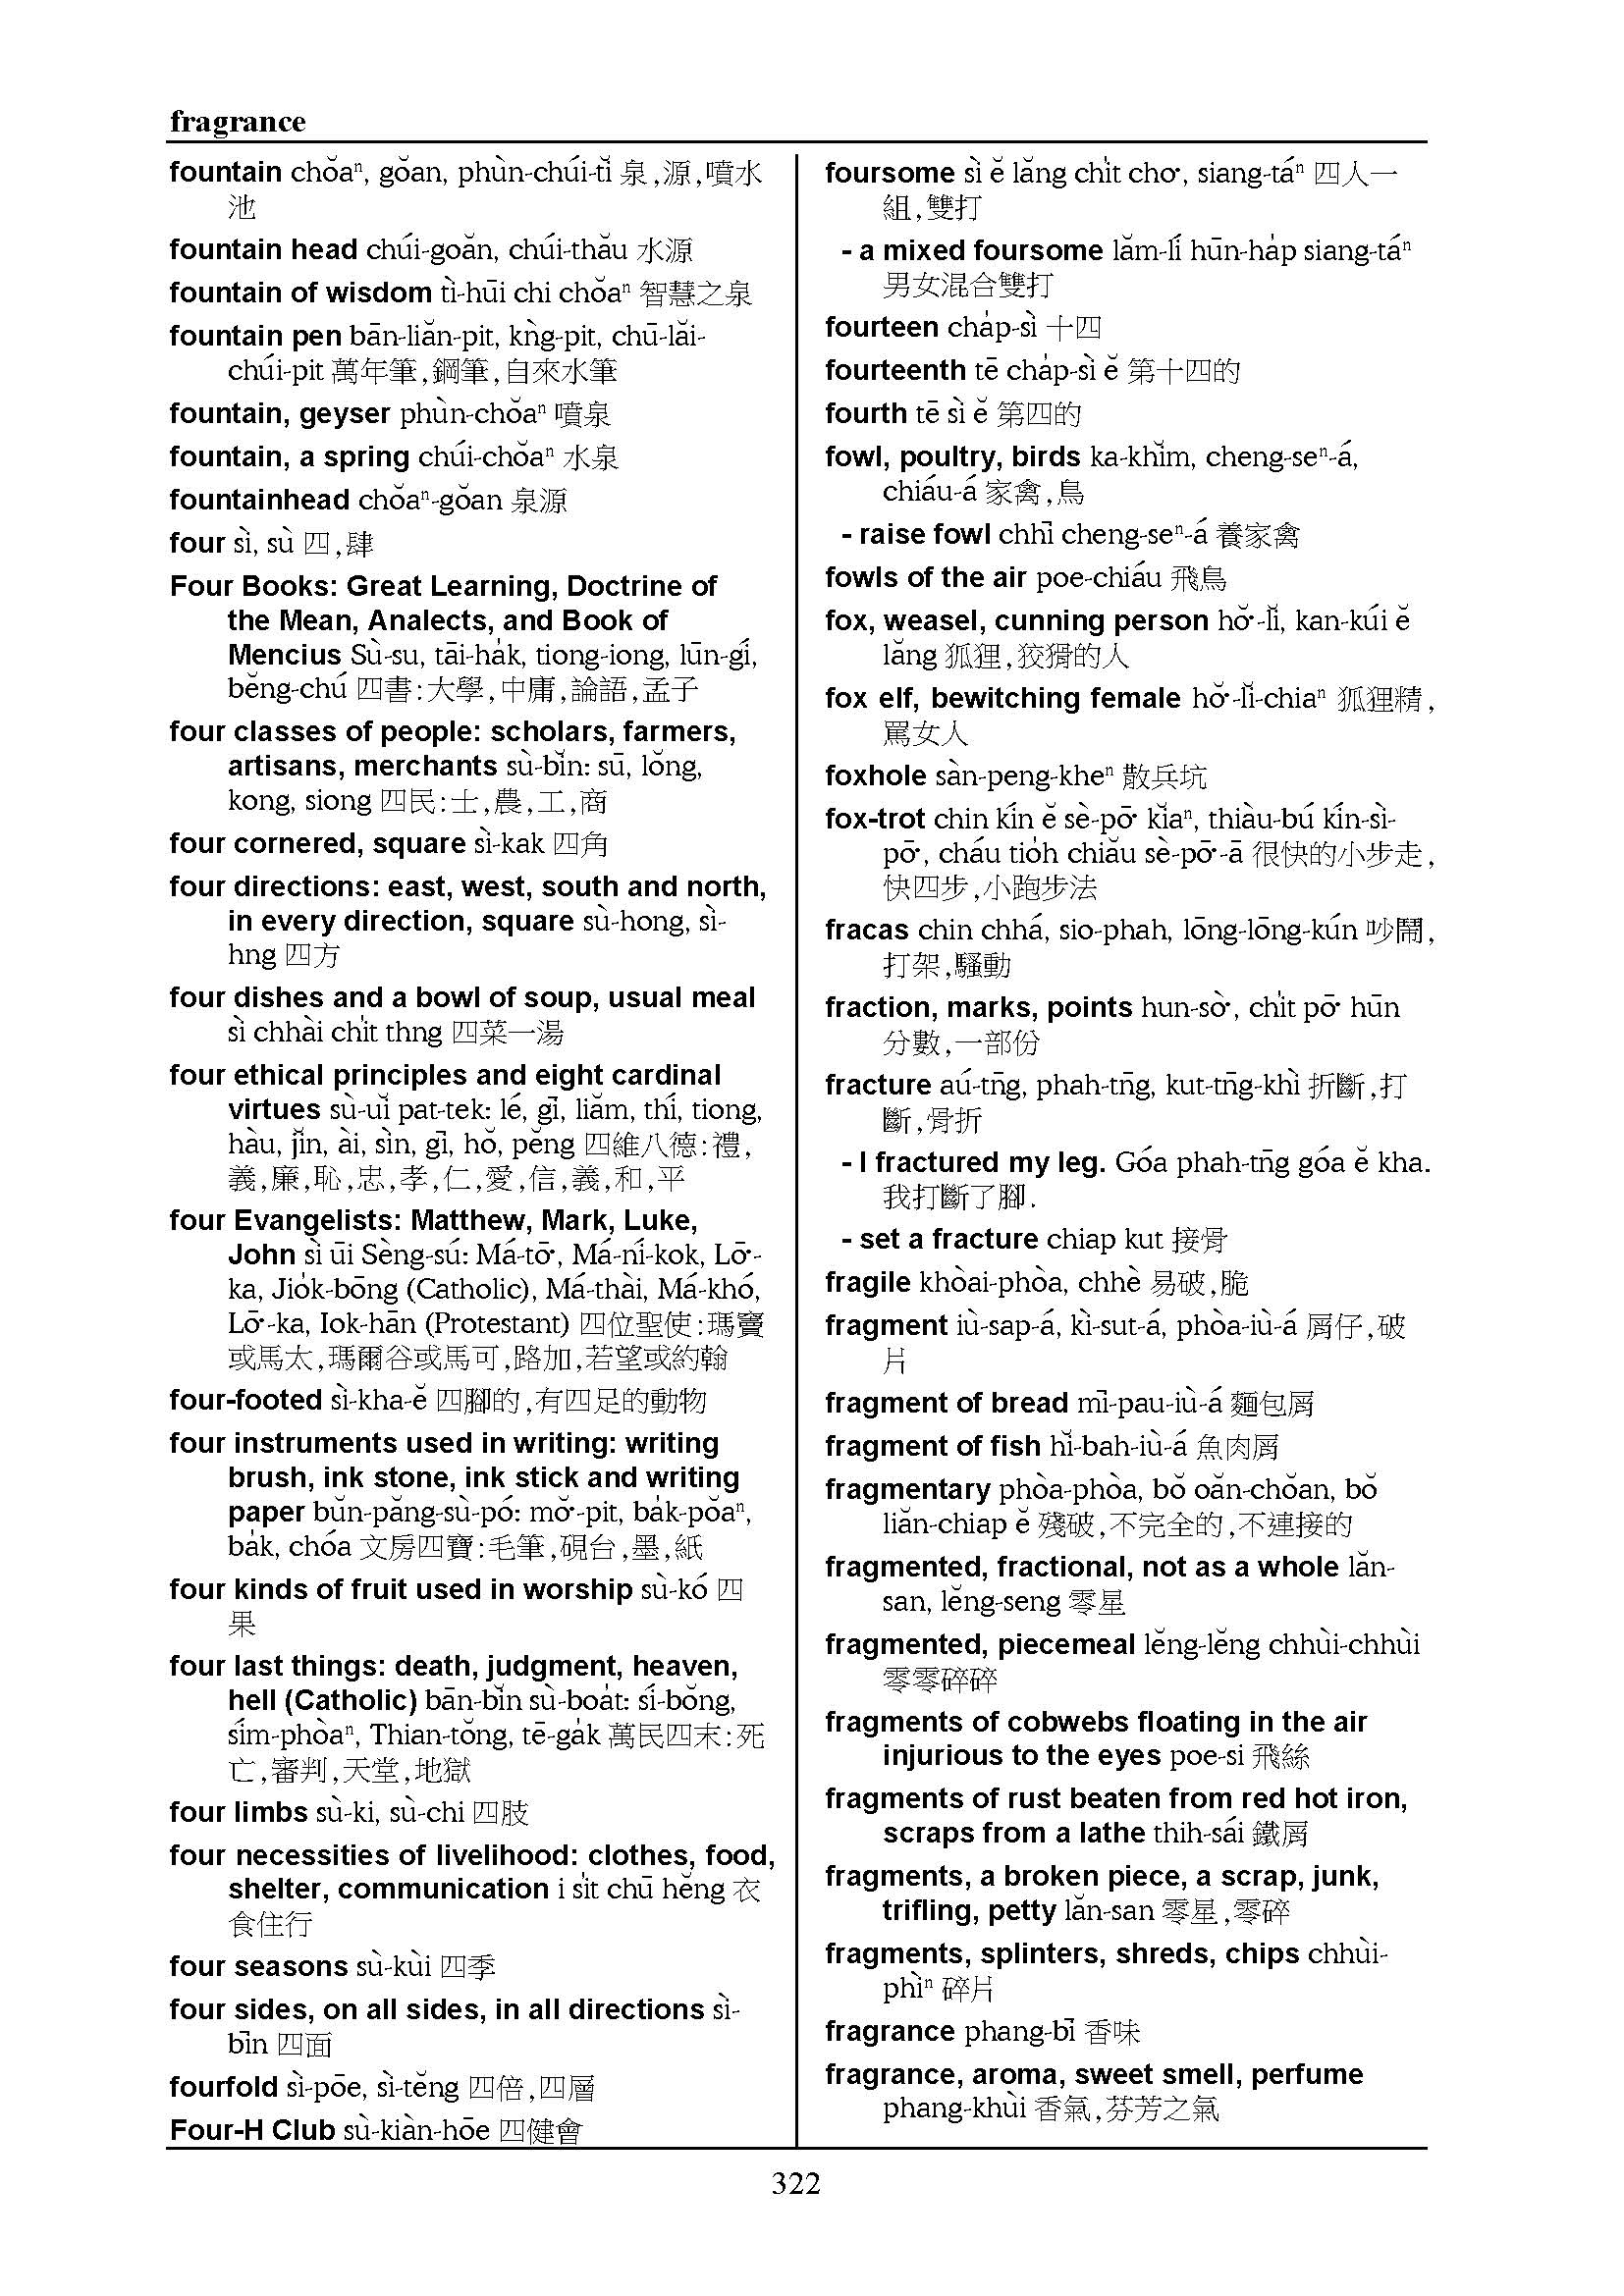 fragrance
fountain chŏaⁿ, gŏan, phùn-chúi-tĭ 泉,源,噴水
池
fountain head chúi-goăn, chúi-thău 水源
fountain of wisdom tì-hūi chi chŏaⁿ 智慧之泉
fountain pen bān-liăn-pit, kǹg-pit, chū-lăi-
chúi-pit 萬年筆,鋼筆,自來水筆
fountain, geyser phùn-chŏaⁿ 噴泉
fountain, a spring chúi-chŏaⁿ 水泉
fountainhead chŏaⁿ-gŏan 泉源
four sì, sù 四,肆
Four Books: Great Learning, Doctrine of
the Mean, Analects, and Book of
Mencius Sù-su, tāi-ha̍k, tiong-iong, lūn-gí,
bĕng-chú 四書:大學,中庸,論語,孟子
four classes of people: scholars, farmers,
artisans, merchants sù-bĭn: sū, lŏng,
kong, siong 四民:士,農,工,商
four cornered, square sì-kak 四角
four directions: east, west, south and north,
in every direction, square sù-hong, sì-
hng 四方
four dishes and a bowl of soup, usual meal
sì chhài chi̍t thng 四菜一湯
four ethical principles and eight cardinal
virtues sù-uĭ pat-tek: lé, gī, liăm, thí, tiong,
hàu, jĭn, ài, sìn, gī, hŏ, pĕng 四維八德:禮,
義,廉,恥,忠,孝,仁,愛,信,義,和,平
four Evangelists: Matthew, Mark, Luke,
John sì ūi Sèng-sú: Má-tō͘, Má-ní-kok, Lō͘-
ka, Jio̍k-bōng (Catholic), Má-thài, Má-khó,
Lō͘-ka, Iok-hān (Protestant) 四位聖使:瑪竇
或馬太,瑪爾谷或馬可,路加,若望或約翰
four-footed sì-kha-ĕ 四腳的,有四足的動物
four instruments used in writing: writing
brush, ink stone, ink stick and writing
paper bŭn-păng-sù-pó: mŏ͘-pit, ba̍k-pŏaⁿ,
ba̍k, chóa 文房四寶:毛筆,硯台,墨,紙
four kinds of fruit used in worship sù-kó 四
果
four last things: death, judgment, heaven,
hell (Catholic) bān-bĭn sù-boa̍t: sí-bŏng,
sím-phòaⁿ, Thian-tŏng, tē-ga̍k 萬民四末:死
亡,審判,天堂,地獄
four limbs sù-ki, sù-chi 四肢
four necessities of livelihood: clothes, food,
shelter, communication i si̍t chū hĕng 衣
食住行
four seasons sù-kùi 四季
four sides, on all sides, in all directions sì-
bīn 四面
fourfold sì-pōe, sì-tĕng 四倍,四層
Four-H Club sù-kiàn-hōe 四健會
foursome sì ĕ lăng chi̍t cho͘, siang-táⁿ 四人一
組,雙打
- a mixed foursome lăm-lí hūn-ha̍p siang-táⁿ
男女混合雙打
fourteen cha̍p-sì 十四
fourteenth tē cha̍p-sì ĕ 第十四的
fourth tē sì ĕ 第四的
fowl, poultry, birds ka-khĭm, cheng-seⁿ-á,
chiáu-á 家禽,鳥
- raise fowl chhī cheng-seⁿ-á 養家禽
fowls of the air poe-chiáu 飛鳥
fox, weasel, cunning person hŏ͘-lĭ, kan-kúi ĕ
lăng 狐狸,狡猾的人
fox elf, bewitching female hŏ͘-lĭ-chiaⁿ 狐狸精,
罵女人
foxhole sàn-peng-kheⁿ 散兵坑
fox-trot chin kín ĕ sè-pō͘ kĭaⁿ, thiàu-bú kín-sì-
pō͘, cháu tio̍h chiău sè-pō͘-ā 很快的小步走,
快四步,小跑步法
fracas chin chhá, sio-phah, lōng-lōng-kún 吵鬧,
打架,騷動
fraction, marks, points hun-sò͘, chi̍t pō͘ hūn
分數,一部份
fracture aú-tn̄g, phah-tn̄g, kut-tn̄g-khì 折斷,打
斷,骨折
- I fractured my leg. Góa phah-tn̄g góa ĕ kha.
我打斷了腳.
- set a fracture chiap kut 接骨
fragile khòai-phòa, chhè 易破,脆
fragment iù-sap-á, kì-sut-á, phòa-iù-á 屑仔,破
片
fragment of bread mī-pau-iù-á 麵包屑
fragment of fish hĭ-bah-iù-á 魚肉屑
fragmentary phòa-phòa, bŏ oăn-chŏan, bŏ
liăn-chiap ĕ 殘破,不完全的,不連接的
fragmented, fractional, not as a whole lăn-
san, lĕng-seng 零星
fragmented, piecemeal lĕng-lĕng chhùi-chhùi
零零碎碎
fragments of cobwebs floating in the air
injurious to the eyes poe-si 飛絲
fragments of rust beaten from red hot iron,
scraps from a lathe thih-sái 鐵屑
fragments, a broken piece, a scrap, junk,
trifling, petty lăn-san 零星,零碎
fragments, splinters, shreds, chips chhùi-
phìⁿ 碎片
fragrance phang-bī 香味
fragrance, aroma, sweet smell, perfume
phang-khùi 香氣,芬芳之氣
322